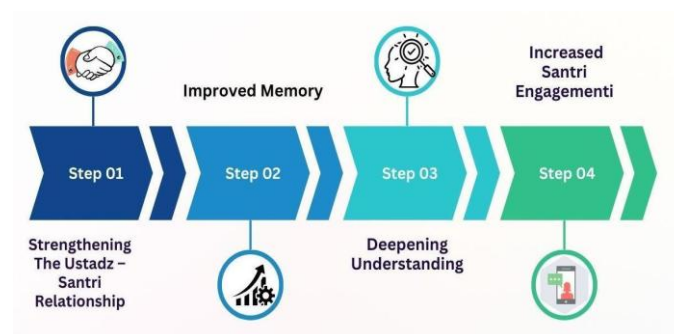 Improved Memory
Increased
Santri
Engagementi
Step 01
Step 02
Step 03
Step 04
Strengthening
The Ustadz –
Santri
Relationship
Deepening
Understanding